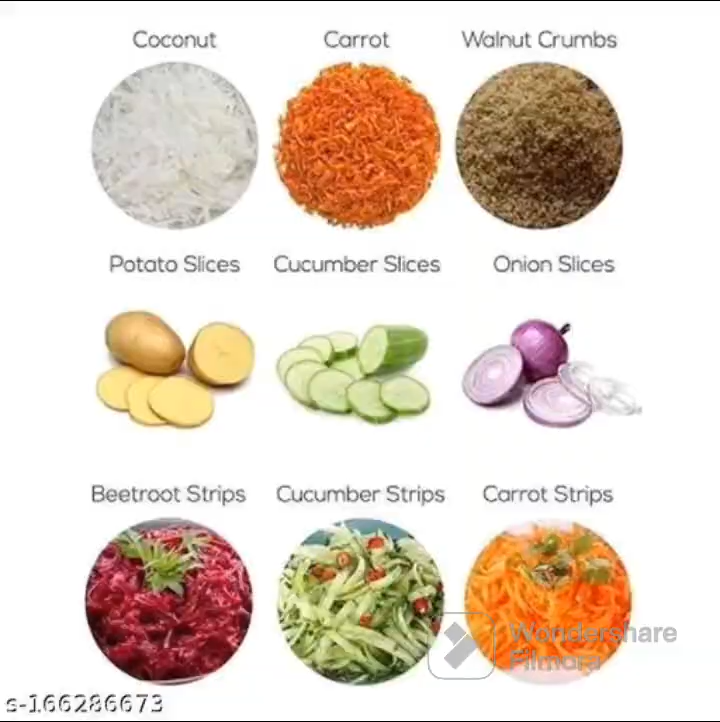 Coconut Carrot Walnut Crumbs
Potato Slices Cucumber Slices Onion Slices
Beetroot Strips Cucumber Strips Carrot Strips
Wondershare
Filmora
s-166286673